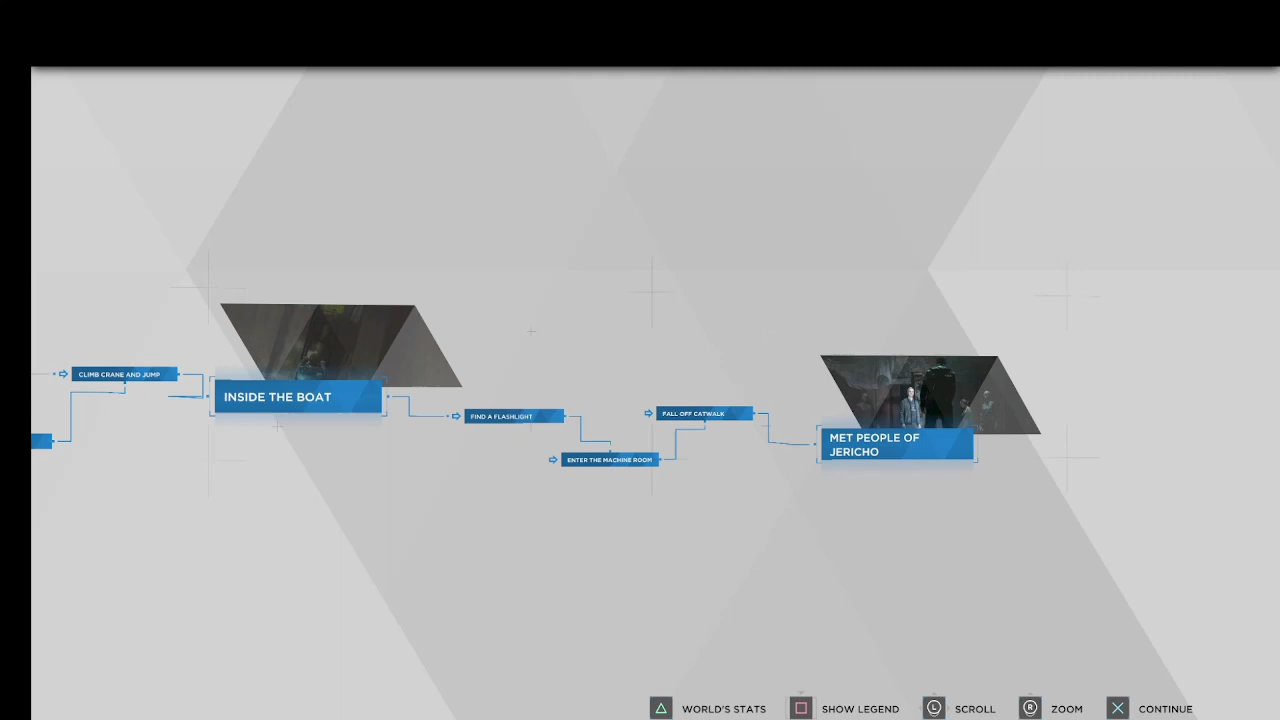 CLIMB CRANE AND JUMP
INSIDE THE BOAT
FIND A FLASHLIGHT
ENTER THE MACHINE ROOM
FALL OFF CATWALK
MET PEOPLE OF
JERICHO
WORLD'S STATS
SHOW LEGEND
L
SCROLL
R
ZOOM
CONTINUE